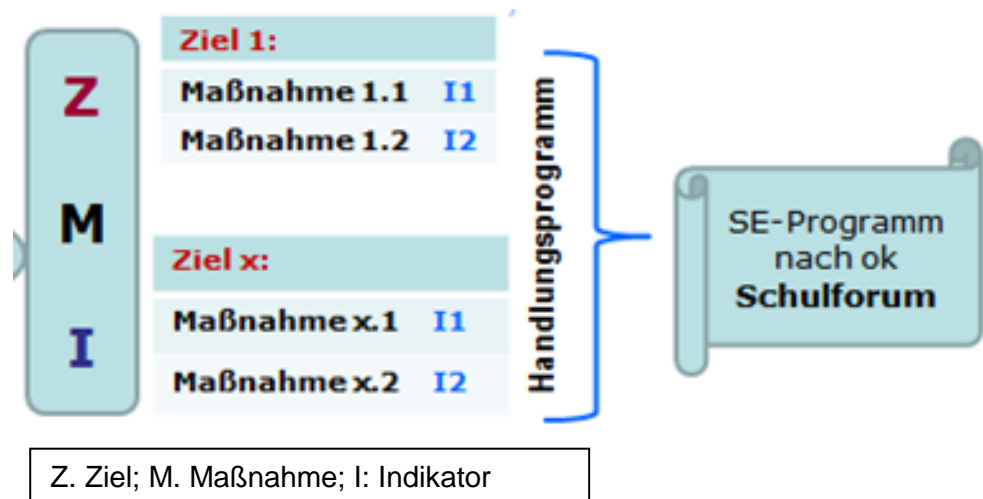 Z
M
I
Ziel 1:
Maßnahme 1.1 I1
Maßnahme 1.2 I2
Ziel x:
Maßnahme x.1 I1
Maßnahme x.2 I2
Handlungsprogramm
SE-Programm
nach ok
Schulforum
Z. Ziel; M. Maßnahme; I: Indikator